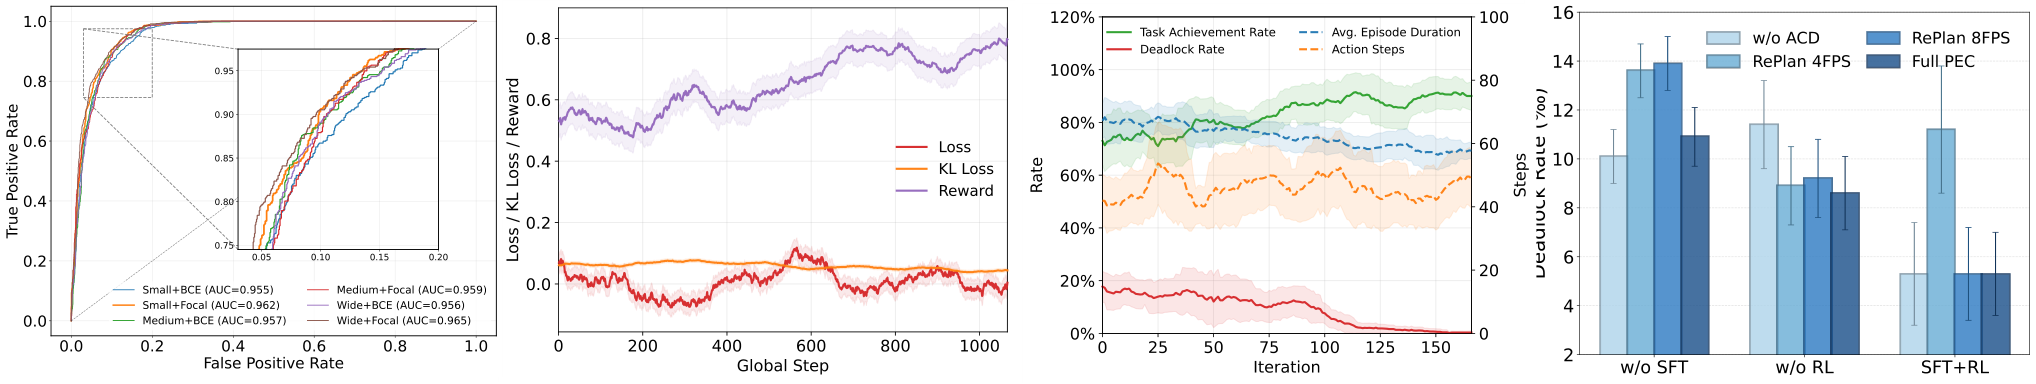 True Positive Rate
1.0
0.8
0.6
0.4
0.2
0.0
0.95
0.90
0.85
0.80
0.75
0.05
0.10
0.15
0.20
Small+BCE (AUC=0.955)
Small+Focal (AUC=0.962)
Medium+BCE (AUC=0.957)
Medium+Focal (AUC=0.959)
Wide+BCE (AUC=0.956)
Wide+Focal (AUC=0.965)
0.0
0.2
0.4
0.6
0.8
1.0
False Positive Rate
Loss / KL Loss / Reward
0.8
0.6
0.4
0.2
0.0
Loss
KL Loss
Reward
0
200
400
600
800
1000
Global Step
Rate
120%
100%
80%
60%
40%
20%
0%
Task Achievement Rate
Deadlock Rate
Avg. Episode Duration
Action Steps
100
80
60
40
20
0
Steps
0
25
50
75
100
125
150
Iteration
Deadlock Rate (%)
16
14
12
10
8
6
4
2
w/o ACD
RePlan 4FPS
RePlan 8FPS
Full PEC
w/o SFT
w/o RL
SFT+RL